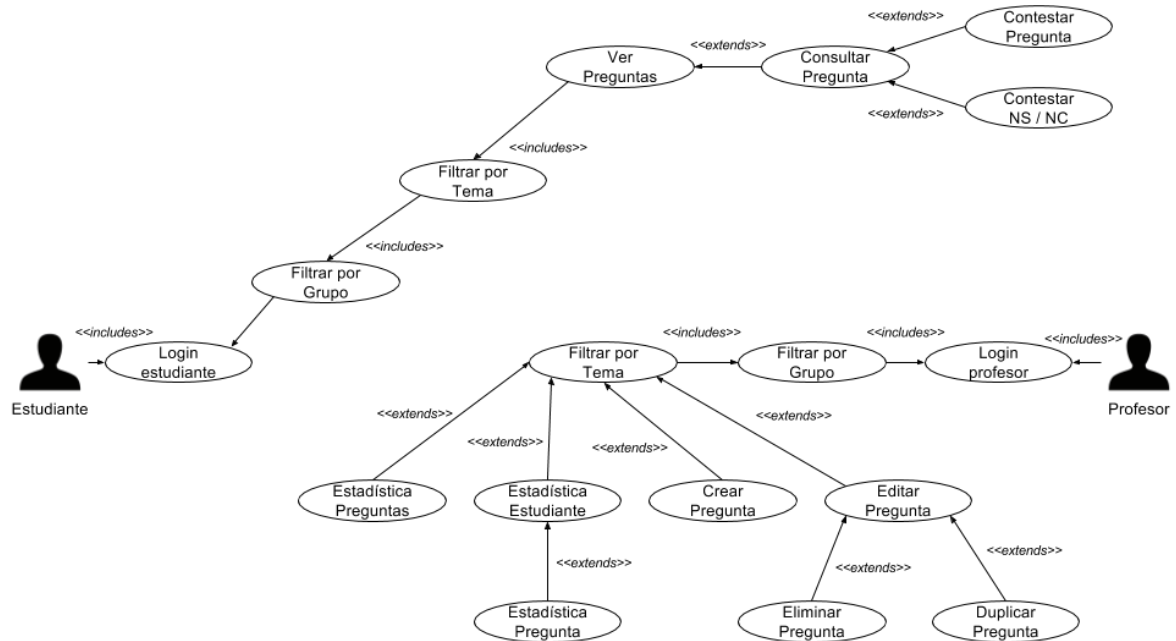 <<extends>>
Contestar
Pregunta
<<extends>>
Ver
Preguntas
Consultar
Pregunta
Contestar
NS / NC
<<extends>>
<<includes>>
Filtrar por
Tema
<<includes>>
Filtrar por
Grupo
<<includes>>
Login
estudiante
Estudiante
Filtrar por
Tema
<<includes>>
Filtrar por
Grupo
<<includes>>
Login
profesor
<<includes>>
Profesor
<<extends>>
<<extends>>
<<extends>>
<<extends>>
Estadística
Preguntas
Estadística
Estudiante
Crear
Pregunta
Editar
Pregunta
<<extends>>
<<extends>>
<<extends>>
Estadística
Pregunta
Eliminar
Pregunta
Duplicar
Pregunta